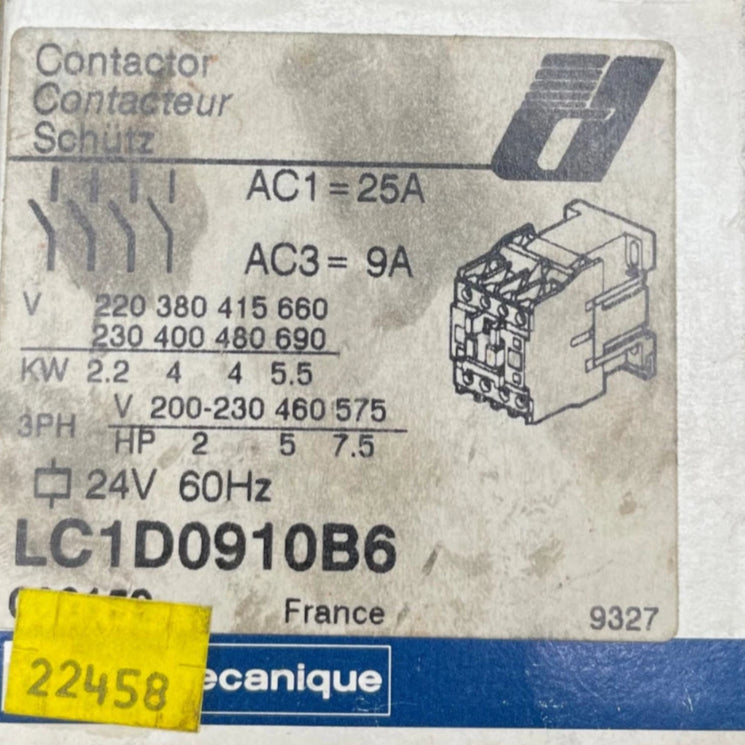 Contactor
Contacteur
Schütz
AC1 = 25A
AC3 = 9A
V 220 380 415 660
230 400 480 690
KW 2.2 4 4 5.5
3PH V 200-230 460 575
HP 2 5 7.5
24V 60Hz
LC1D0910B6
France 9327
22458 ecanique